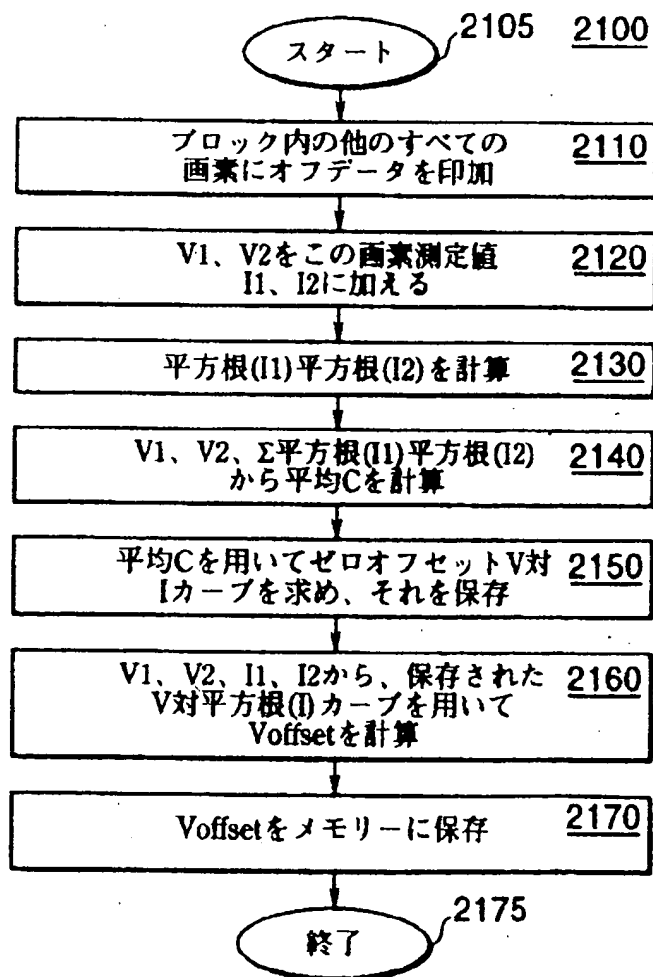 2105
2100
スタート
ブロック内の他のすべての
画素にオフデータを印加
2110
V1、V2をこの画素測定値
I1、I2に加える
2120
平方根(I1)平方根(I2)を計算
2130
V1、V2、Σ平方根(I1)平方根(I2)
から平均Cを計算
2140
平均Cを用いてゼロオフセットV対
Iカーブを求め、それを保存
2150
V1、V2、I1、I2から、保存された
V対平方根(I)カーブを用いて
Voffsetを計算
2160
Voffsetをメモリーに保存
2170
2175
終了